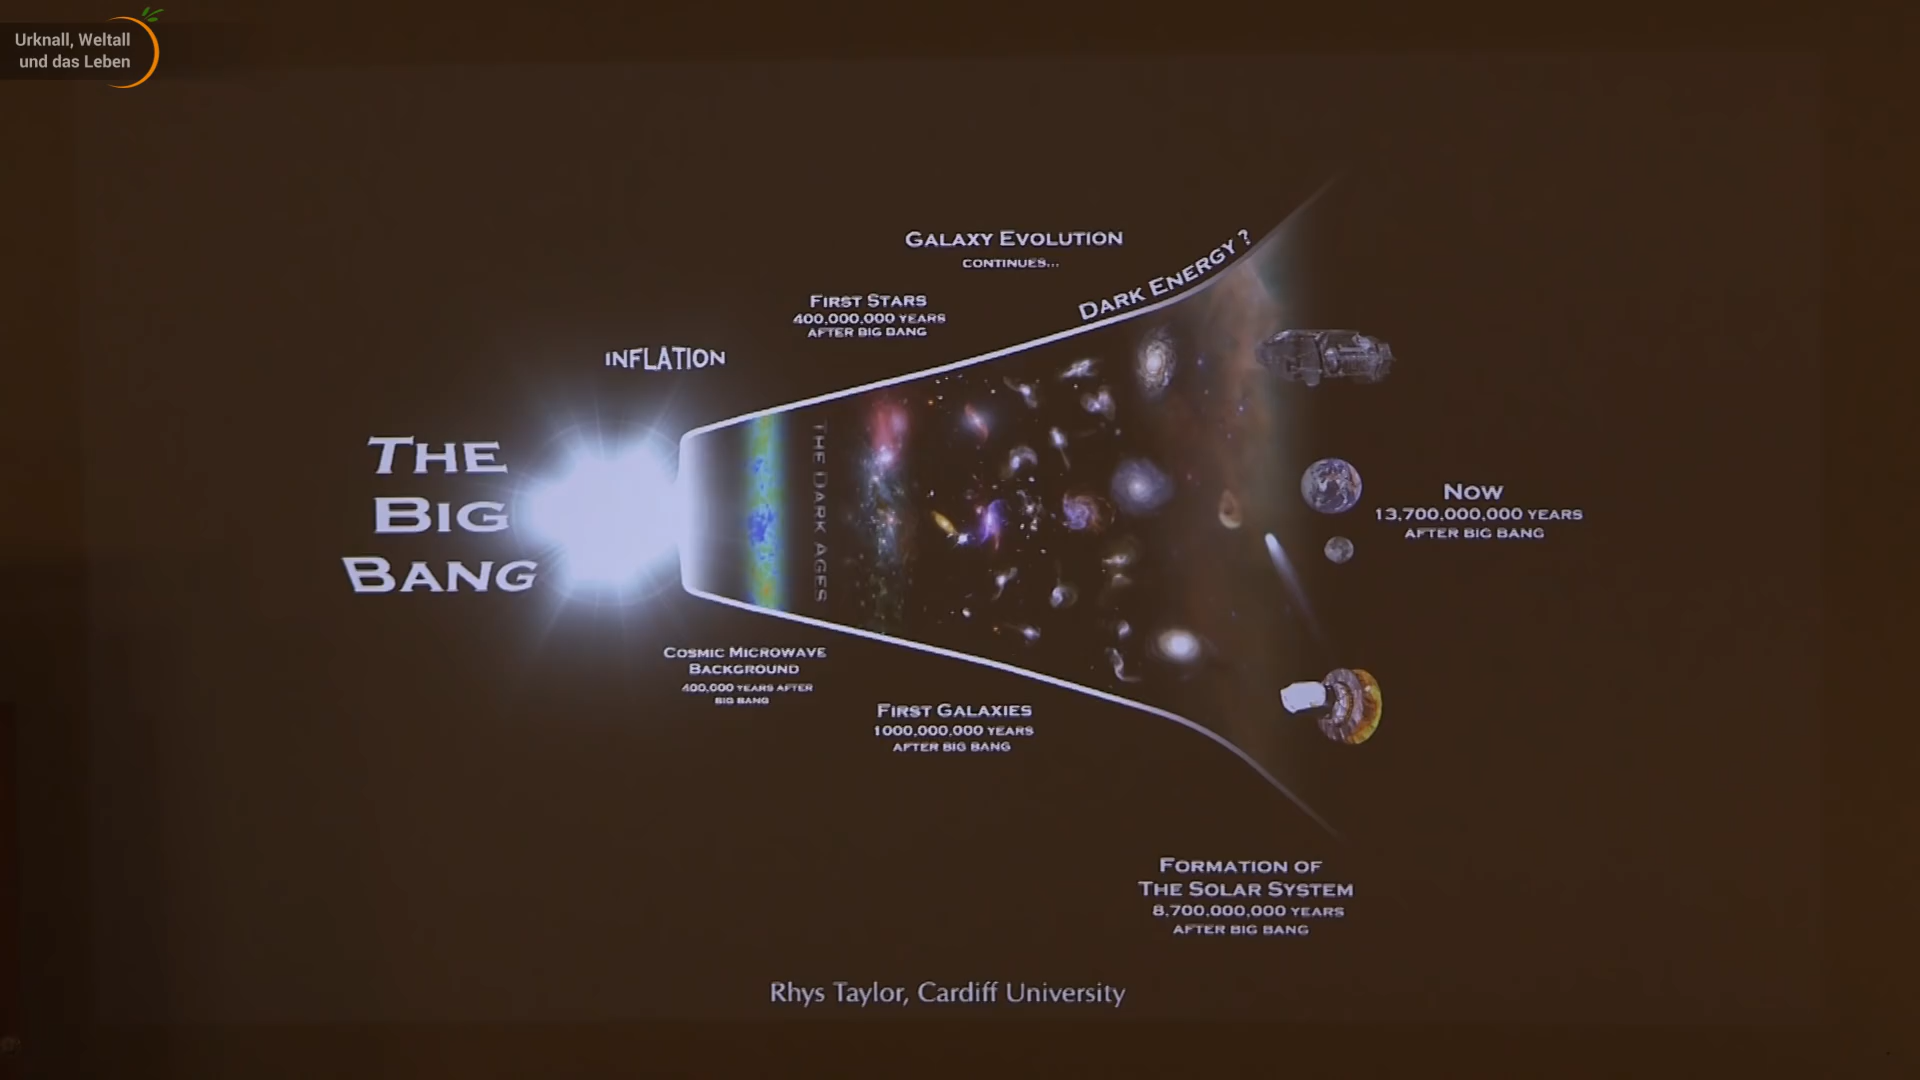 Urknall, Weltall
und das Leben
GALAXY EVOLUTION
CONTINUES...
DARK ENERGY ?
FIRST STARS
400,000,000 YEARS
AFTER BIG BANG
INFLATION
THE
BIG
BANG
THE DARK AGES
NOW
13,700,000,000 YEARS
AFTER BIG BANG
COSMIC MICROWAVE
BACKGROUND
400,000 YEARS AFTER
BIG BANG
FIRST GALAXIES
1000,000,000 YEARS
AFTER BIG BANG
FORMATION OF
THE SOLAR SYSTEM
8,700,000,000 YEARS
AFTER BIG BANG
Rhys Taylor, Cardiff University